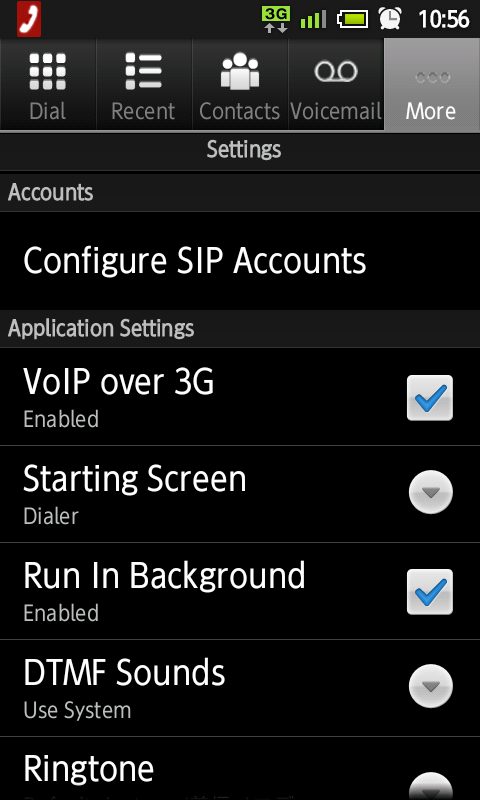 3G
10:56
Dial
Recent
Contacts
Voicemail
More
Settings
Accounts
Configure SIP Accounts
Application Settings
VoIP over 3G
Enabled
Starting Screen
Dialer
Run In Background
Enabled
DTMF Sounds
Use System
Ringtone